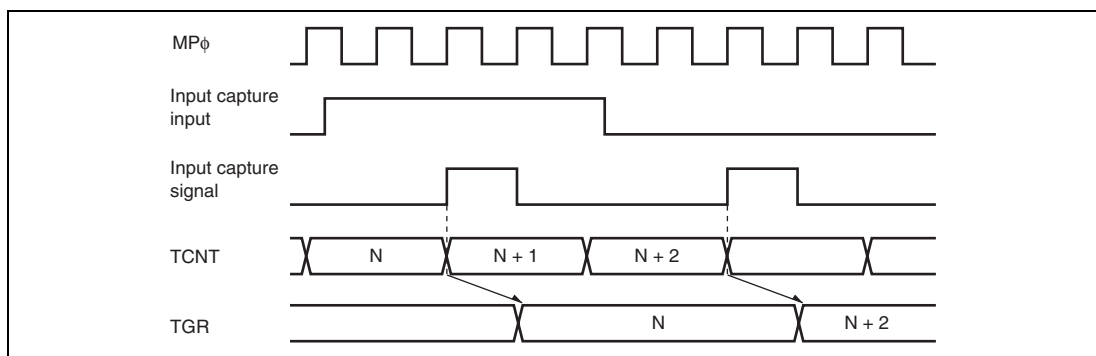 MPϕ
Input capture
input
Input capture
signal
TCNT
N
N + 1
N + 2
TGR
N
N + 2